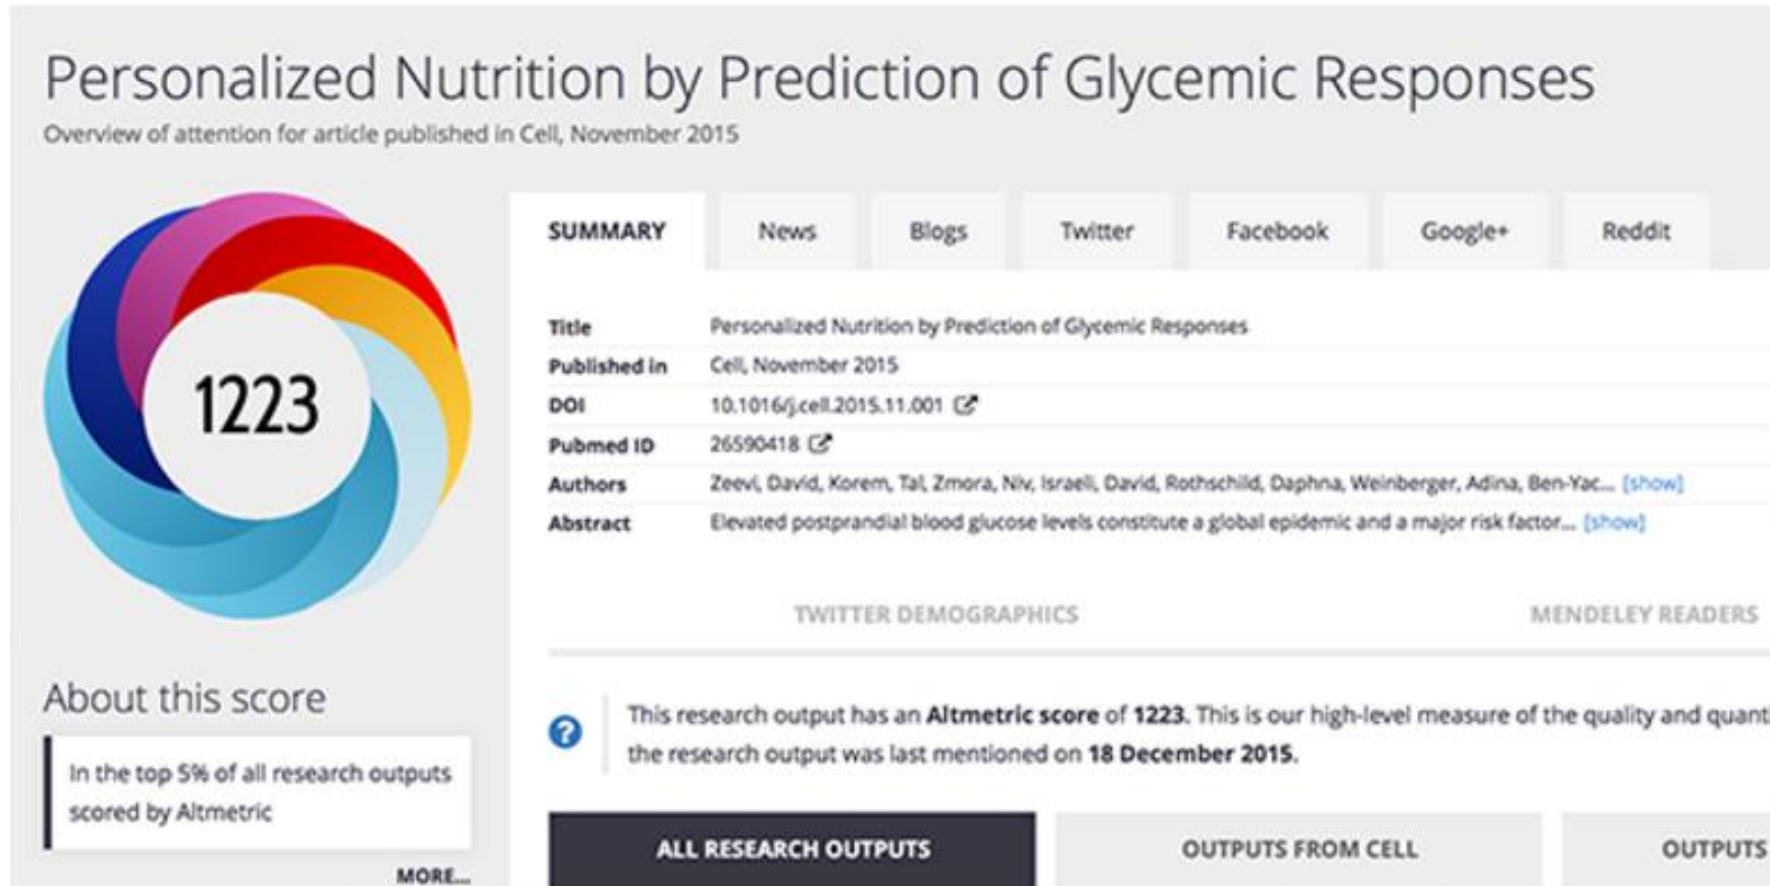 Personalized Nutrition by Prediction of Glycemic Responses
Overview of attention for article published in Cell, November 2015
1223
About this score
In the top 5% of all research outputs
scored by Altmetric
MORE...
SUMMARY News Blogs Twitter Facebook Google+ Reddit
Title Personalized Nutrition by Prediction of Glycemic Responses
Published in Cell, November 2015
DOI 10.1016/j.cell.2015.11.001
Pubmed ID 26590418
Authors Zeevi, David, Korem, Tal, Zmora, Niv, Israeli, David, Rothschild, Daphna, Weinberger, Adina, Ben-Yac... [show]
Abstract Elevated postprandial blood glucose levels constitute a global epidemic and a major risk factor... [show]
TWITTER DEMOGRAPHICS MENDELEY READERS
? This research output has an Altmetric score of 1223. This is our high-level measure of the quality and quanti
the research output was last mentioned on 18 December 2015.
ALL RESEARCH OUTPUTS OUTPUTS FROM CELL OUTPUTS